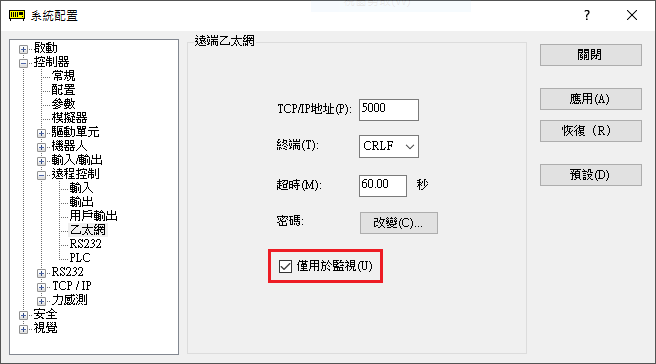 系統配置
啟動
控制器
常規
配置
參數
模擬器
驅動單元
機器人
輸入/輸出
遠程控制
輸入
輸出
用戶輸出
乙太網
RS232
PLC
RS232
TCP / IP
力感測
安全
視覺
遠端乙太網
TCP/IP地址(P): 5000
終端(T): CRLF
超時(M): 60.00 秒
密碼: 改變(C)...
僅用於監視(U)
關閉
應用(A)
恢復（R）
預設(D)